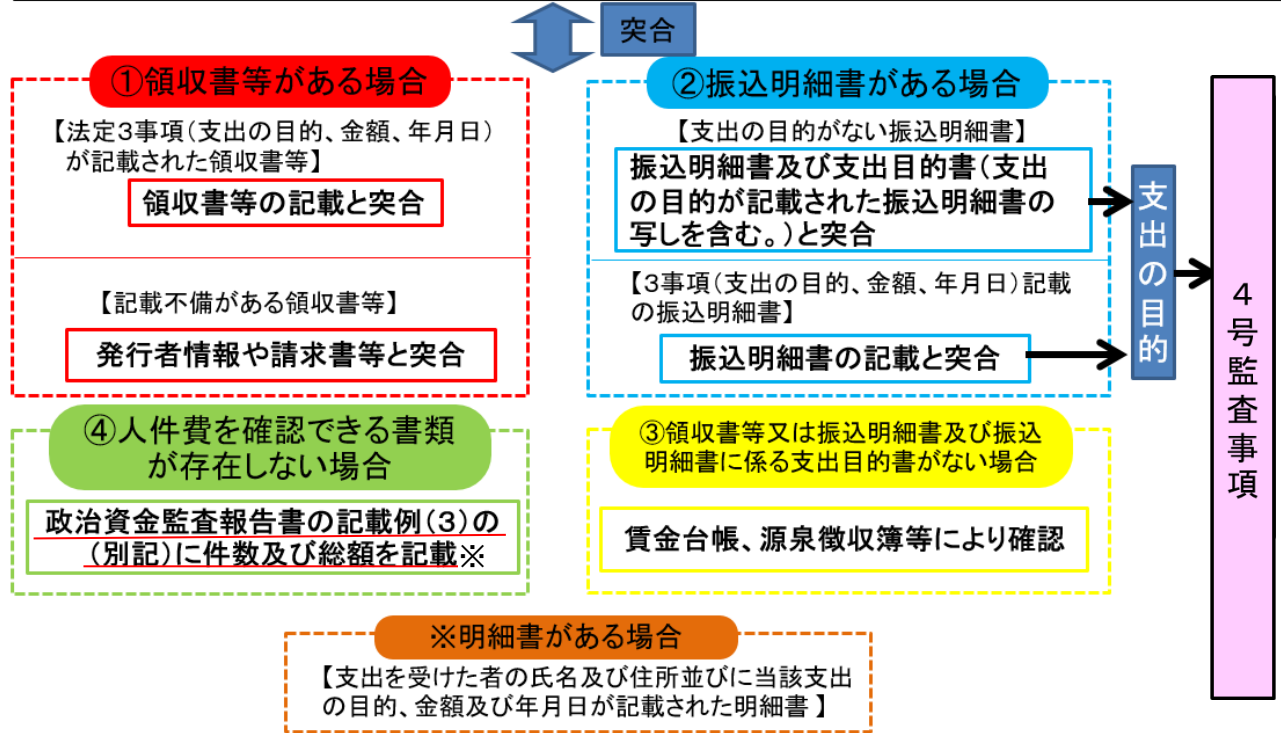 突合
①領収書等がある場合
【法定3事項(支出の目的、金額、年月日)
が記載された領収書等】
領収書等の記載と突合
【記載不備がある領収書等】
発行者情報や請求書等と突合
②振込明細書がある場合
【支出の目的がない振込明細書】
振込明細書及び支出目的書(支出
の目的が記載された振込明細書の
写しを含む。)と突合
【3事項(支出の目的、金額、年月日)記載
の振込明細書】
振込明細書の記載と突合
支出の目的
4号監査事項
④人件費を確認できる書類
が存在しない場合
政治資金監査報告書の記載例(3)の
(別記)に件数及び総額を記載※
③領収書等又は振込明細書及び振込
明細書に係る支出目的書がない場合
賃金台帳、源泉徴収簿等により確認
※明細書がある場合
【支出を受けた者の氏名及び住所並びに当該支出
の目的、金額及び年月日が記載された明細書】